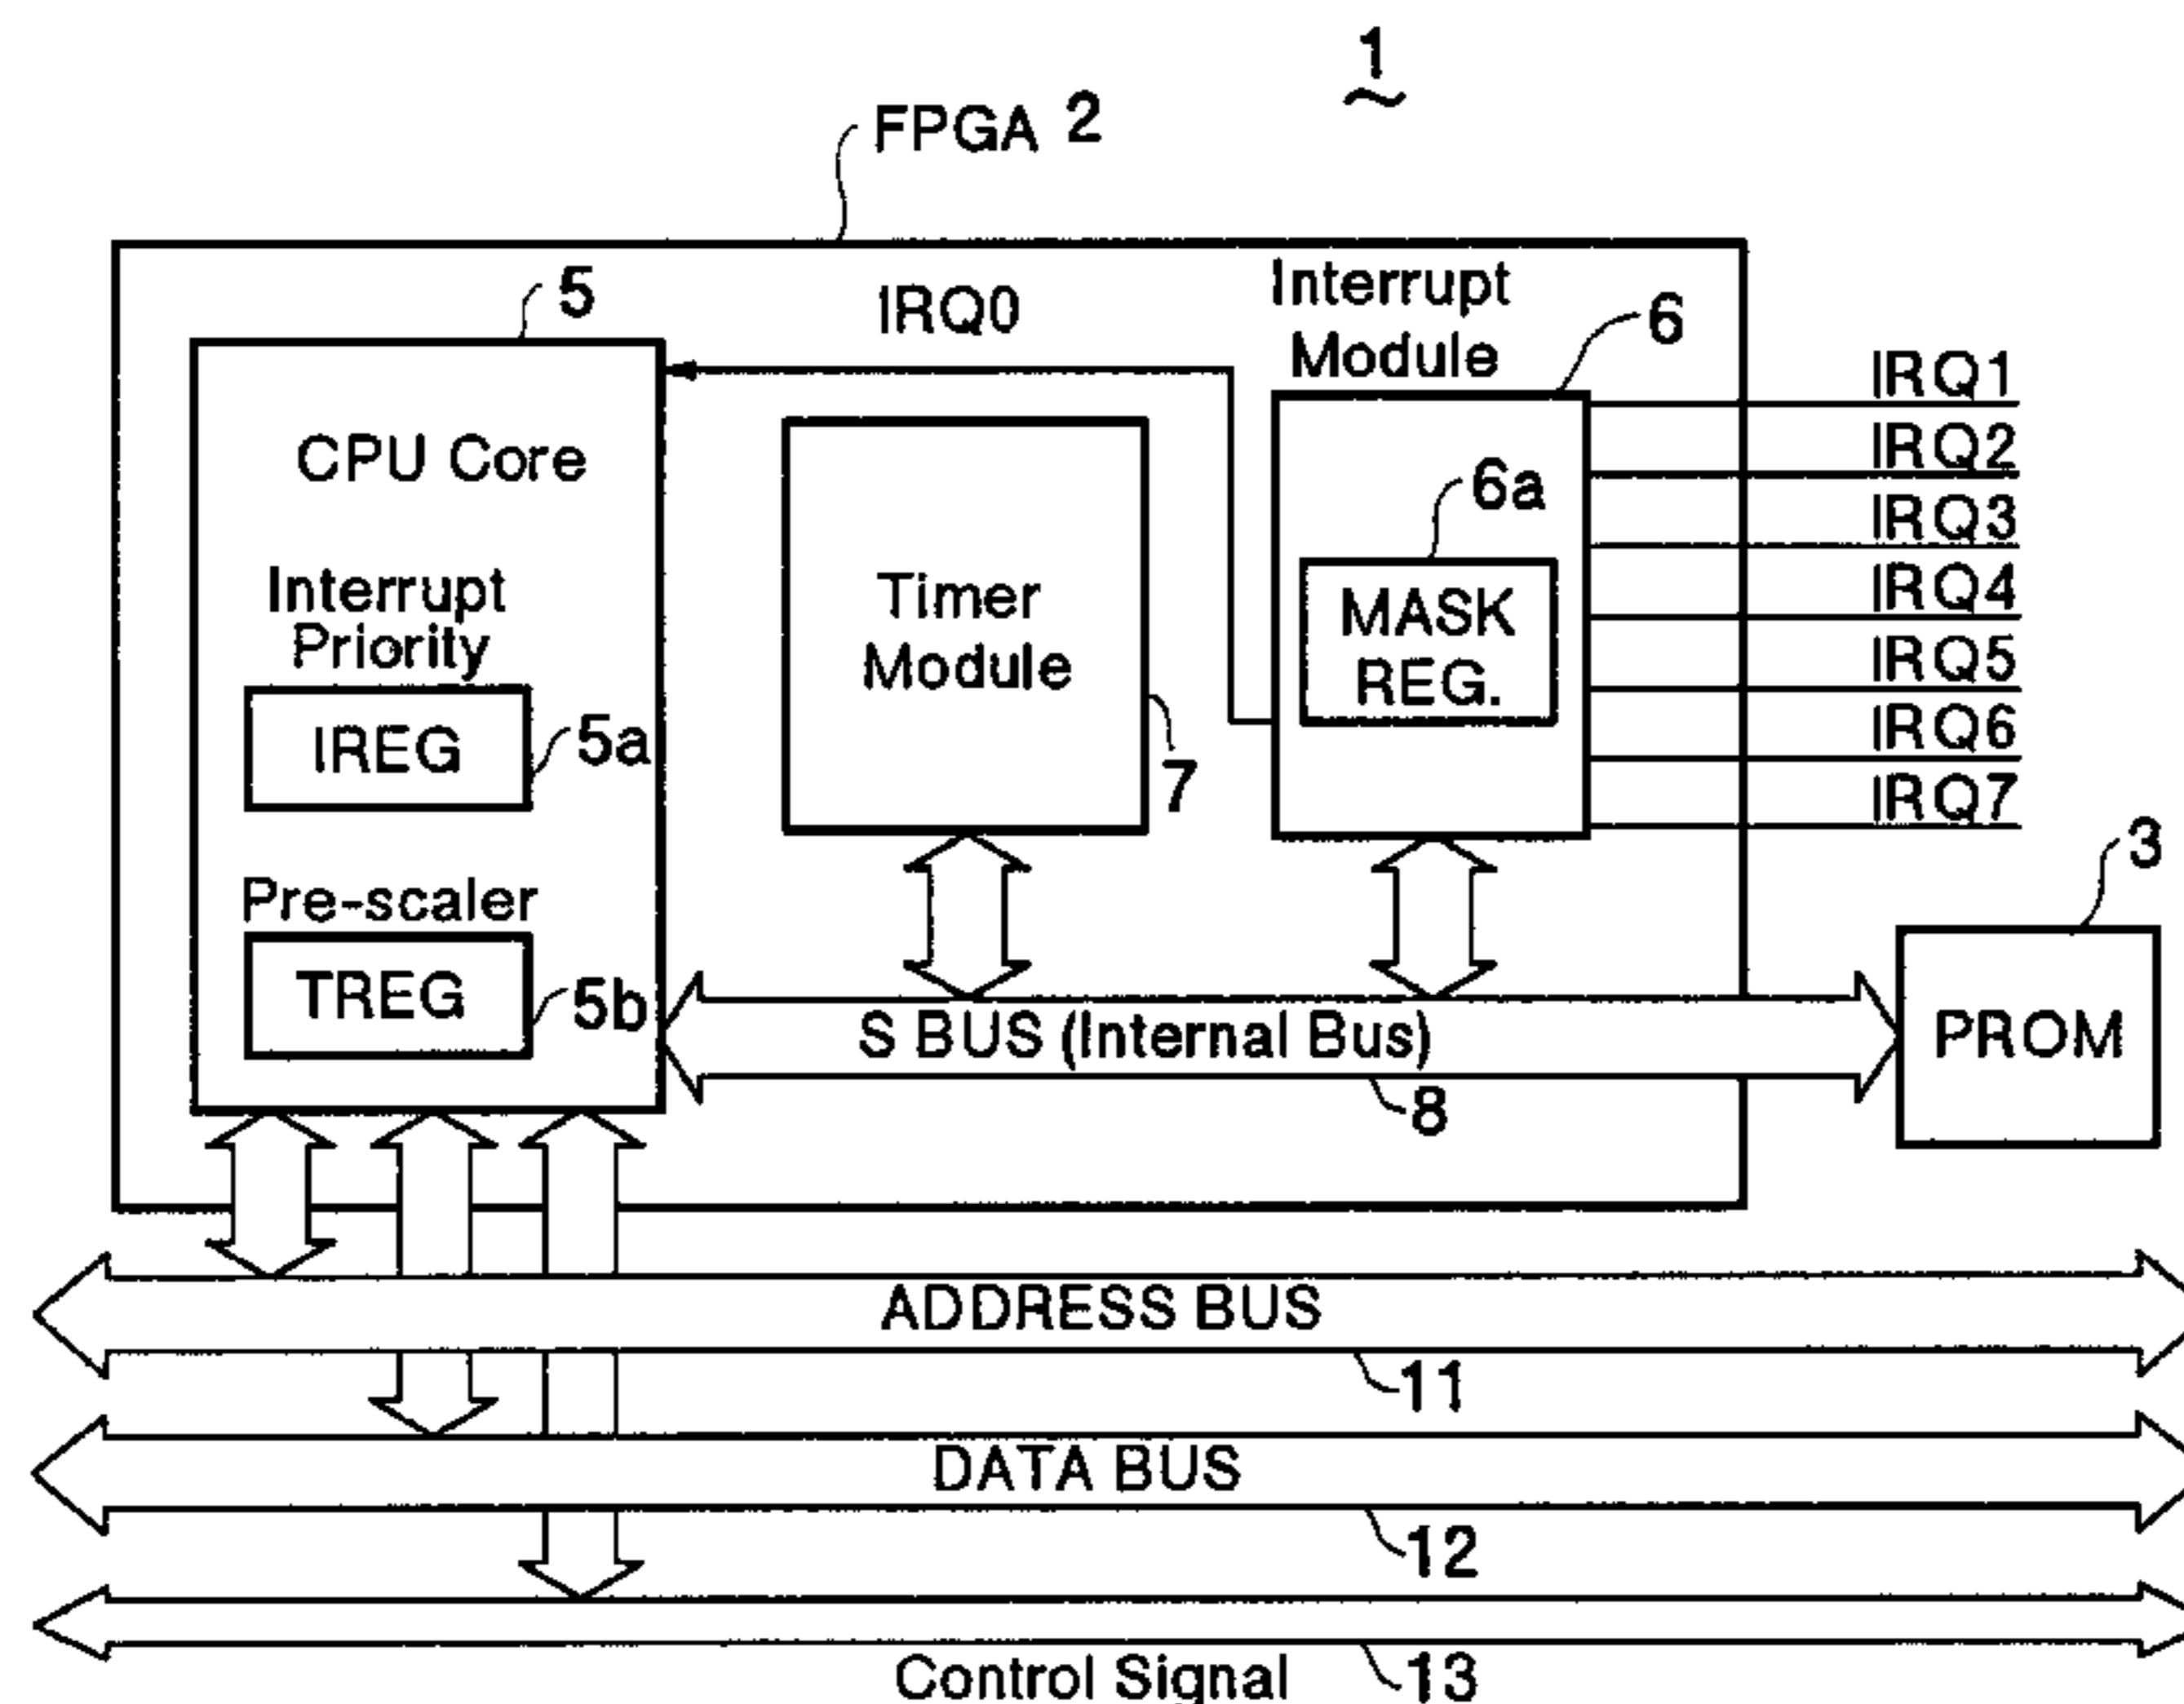 1
FPGA 2
5
IRQ0
Interrupt
Module
6
IRQ1
CPU Core
IRQ2
6a
IRQ3
Timer
Module
7
MASK
REG.
IRQ4
Interrupt
Priority
IRQ5
IREG
5a
IRQ6
IRQ7
3
Pre-scaler
TREG
5b
S BUS (Internal Bus)
8
PROM
ADDRESS BUS
11
DATA BUS
12
Control Signal
13